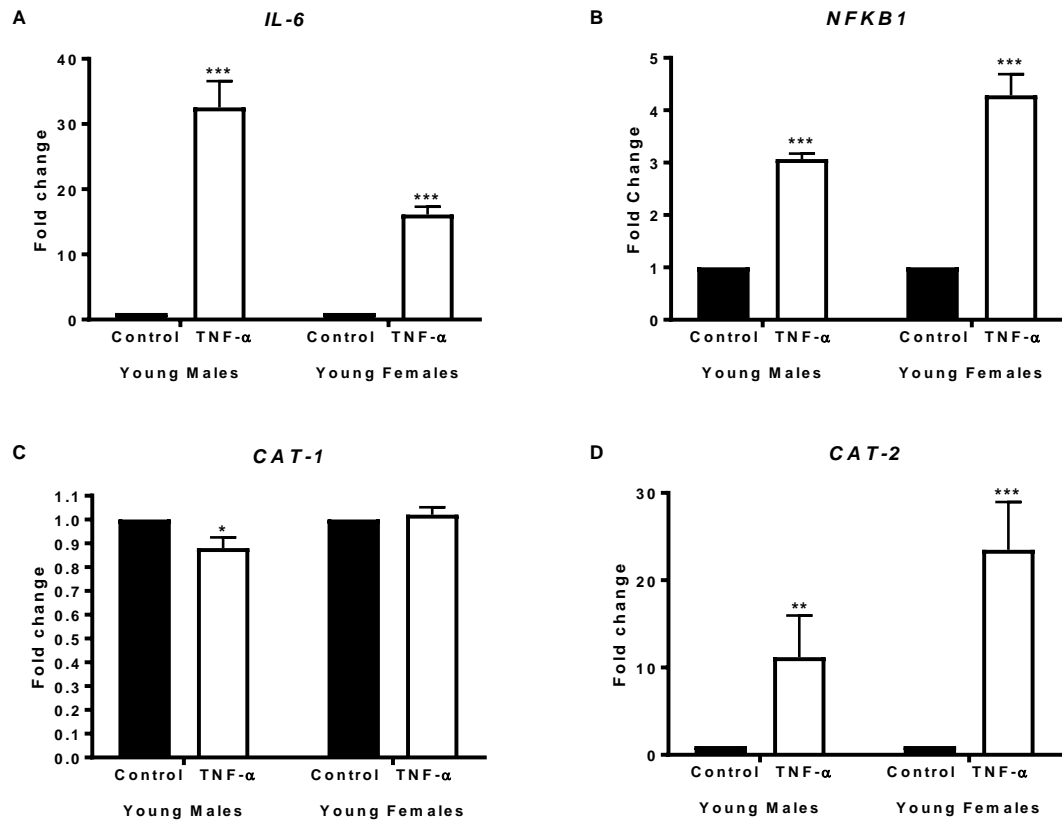 A
IL-6
40
30
20
10
0
Fold change
***
***
Control TNF-α Control TNF-α
Young Males Young Females
B
NFKB1
5
4
3
2
1
0
Fold Change
***
***
Control TNF-α Control TNF-α
Young Males Young Females
C
CAT-1
1.1
1.0
0.9
0.8
0.7
0.6
0.5
0.4
0.3
0.2
0.1
0.0
Fold change
*
Control TNF-α Control TNF-α
Young Males Young Females
D
CAT-2
30
20
10
0
Fold change
**
***
Control TNF-α Control TNF-α
Young Males Young Females